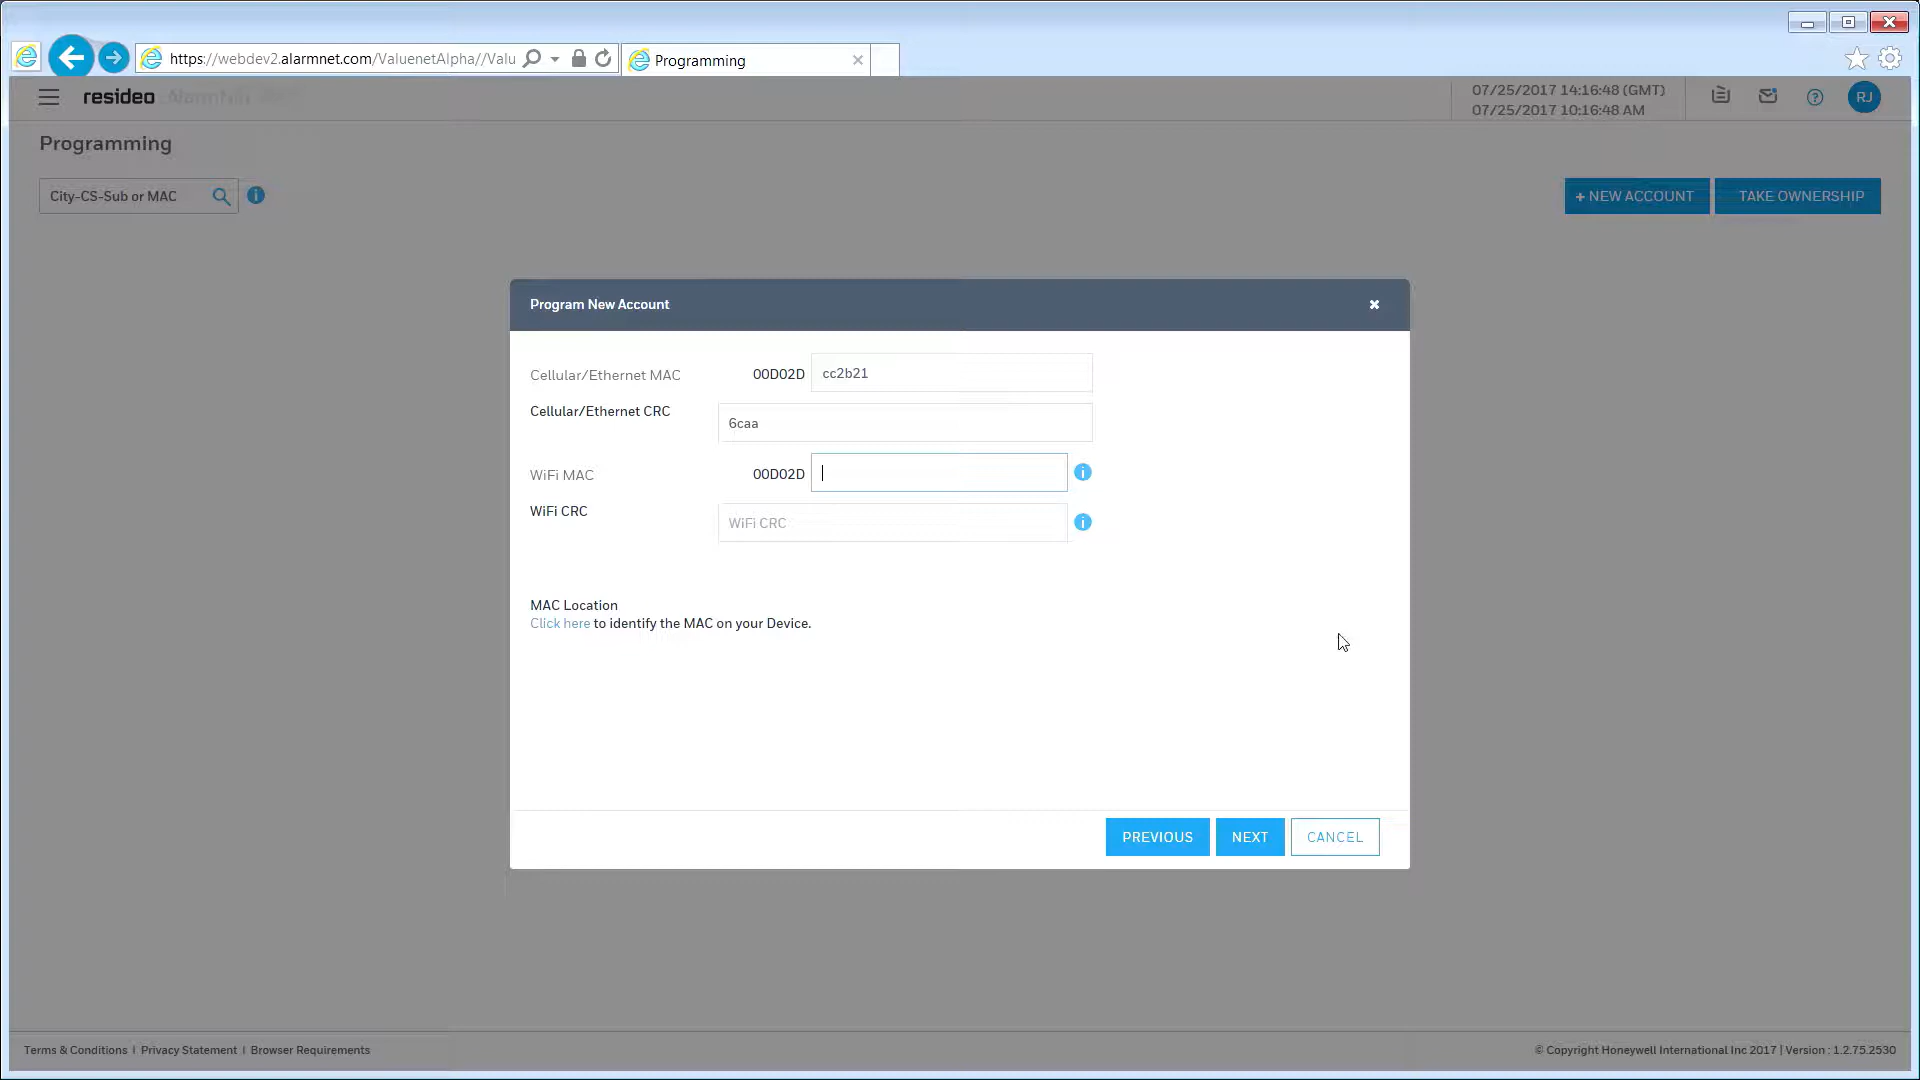 https://webdev2.alarmnet.com/ValuenetAlpha//Valu
Programming
resideo
07/25/2017 14:16:48 (GMT)
07/25/2017 10:16:48 AM
RJ
Programming
City-CS-Sub or MAC
+ NEW ACCOUNT
TAKE OWNERSHIP
Program New Account
Cellular/Ethernet MAC 00D02D cc2b21
Cellular/Ethernet CRC 6caa
WiFi MAC 00D02D
WiFi CRC WiFi CRC
MAC Location
Click here to identify the MAC on your Device.
PREVIOUS NEXT CANCEL
Terms & Conditions | Privacy Statement | Browser Requirements
© Copyright Honeywell International Inc 2017 | Version : 1.2.75.2530